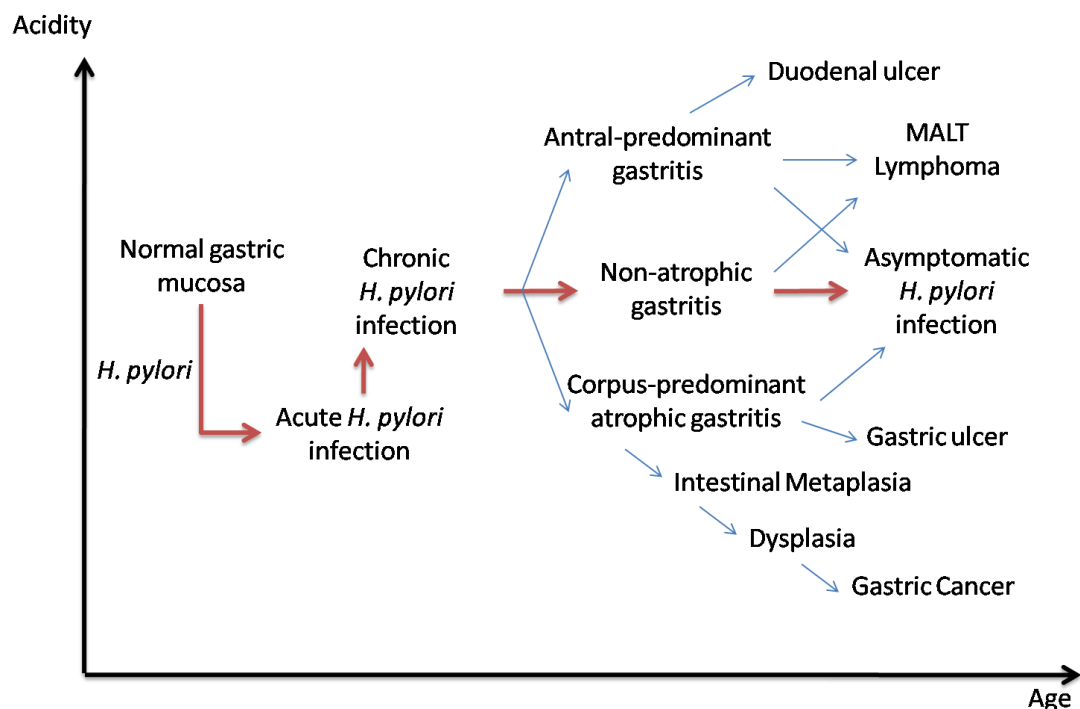 Acidity
Duodenal ulcer
Antral-predominant
gastritis
MALT
Lymphoma
Normal gastric
mucosa
Chronic
H. pylori
infection
Non-atrophic
gastritis
Asymptomatic
H. pylori
infection
H. pylori
Acute H. pylori
infection
Corpus-predominant
atrophic gastritis
Gastric ulcer
Intestinal Metaplasia
Dysplasia
Gastric Cancer
Age